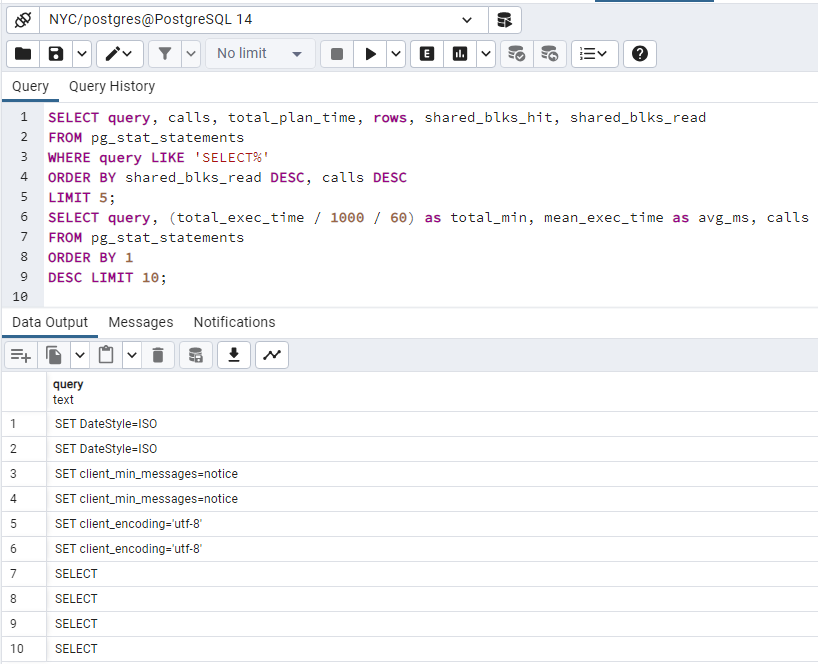 NYC/postgres@PostgreSQL 14
No limit
E
Query Query History
1 SELECT query, calls, total_plan_time, rows, shared_blks_hit, shared_blks_read
2 FROM pg_stat_statements
3 WHERE query LIKE 'SELECT%'
4 ORDER BY shared_blks_read DESC, calls DESC
5 LIMIT 5;
6 SELECT query, (total_exec_time / 1000 / 60) as total_min, mean_exec_time as avg_ms, calls
7 FROM pg_stat_statements
8 ORDER BY 1
9 DESC LIMIT 10;
10
Data Output Messages Notifications
query
text
1 SET DateStyle=ISO
2 SET DateStyle=ISO
3 SET client_min_messages=notice
4 SET client_min_messages=notice
5 SET client_encoding='utf-8'
6 SET client_encoding='utf-8'
7 SELECT
8 SELECT
9 SELECT
10 SELECT